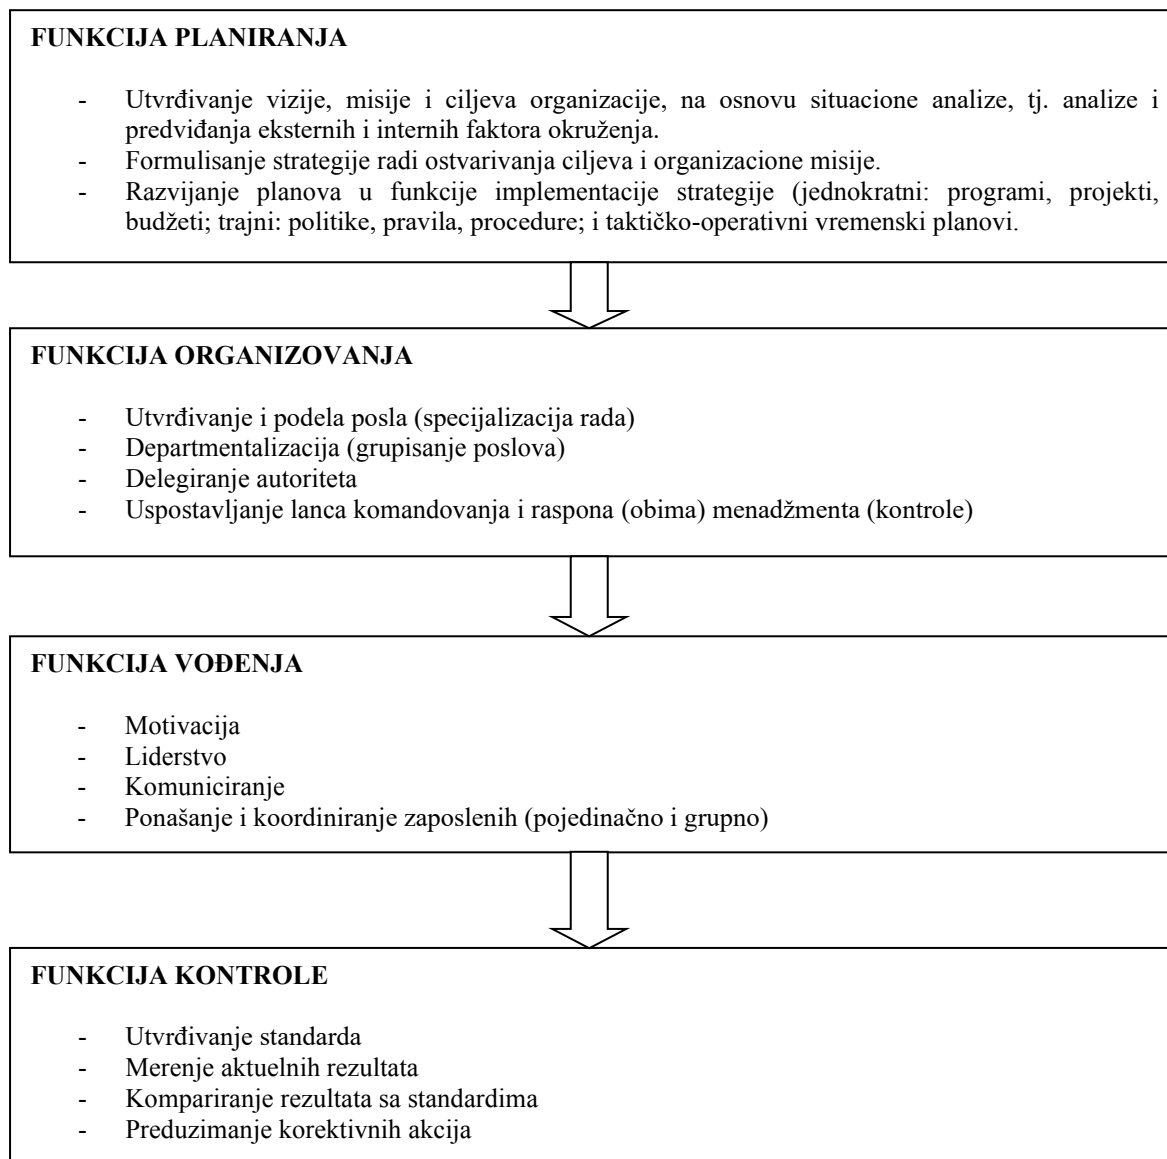 FUNKCIJA PLANIRANJA
- Utvrđivanje vizije, misije i ciljeva organizacije, na osnovu situacione analize, tj. analize i
predviđanja eksternih i internih faktora okruženja.
- Formulisanje strategije radi ostvarivanja ciljeva i organizacione misije.
- Razvijanje planova u funkcije implementacije strategije (jednokratni: programi, projekti,
budžeti; trajni: politike, pravila, procedure; i taktičko-operativni vremenski planovi.
FUNKCIJA ORGANIZOVANJA
- Utvrđivanje i podela posla (specijalizacija rada)
- Departmentalizacija (grupisanje poslova)
- Delegiranje autoriteta
- Uspostavljanje lanca komandovanja i raspona (obima) menadžmenta (kontrole)
FUNKCIJA VOĐENJA
- Motivacija
- Liderstvo
- Komuniciranje
- Ponašanje i koordiniranje zaposlenih (pojedinačno i grupno)
FUNKCIJA KONTROLE
- Utvrđivanje standarda
- Merenje aktuelnih rezultata
- Kompariranje rezultata sa standardima
- Preduzimanje korektivnih akcija